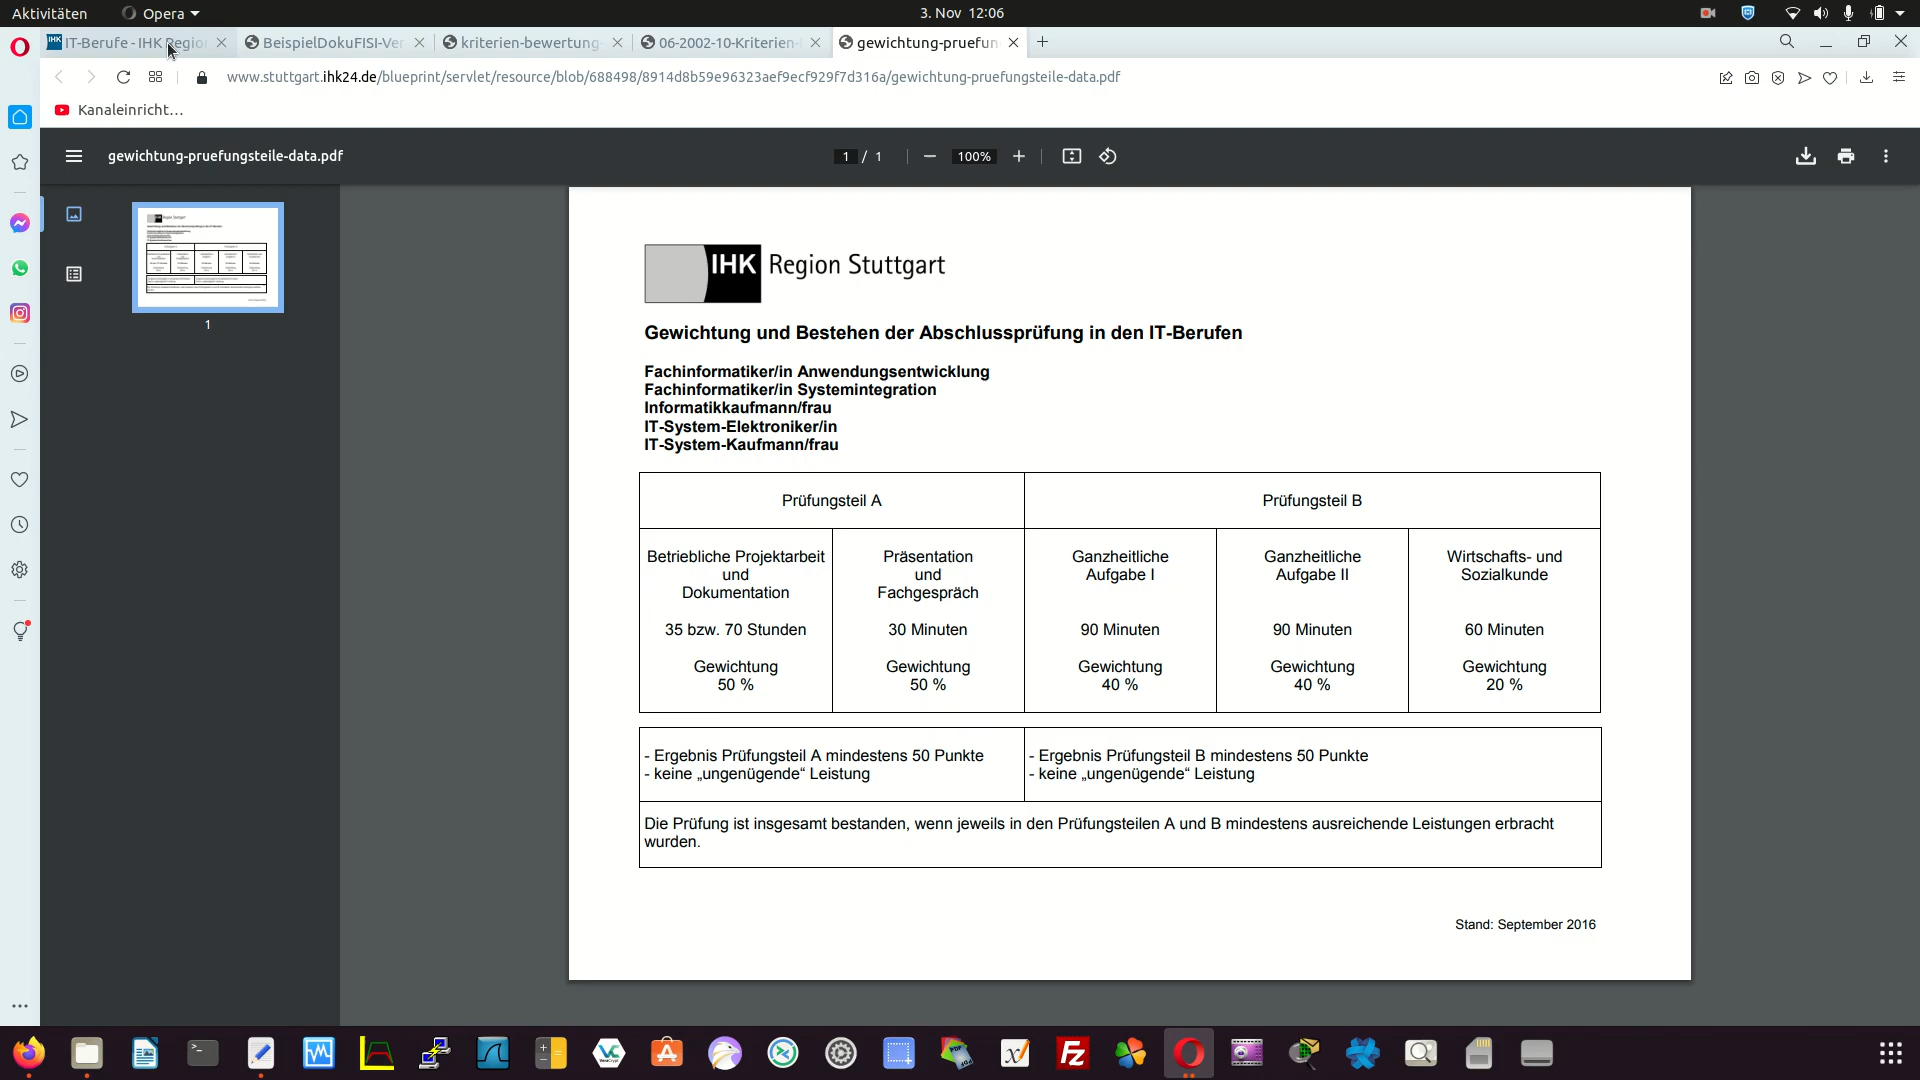 Aktivitäten
Opera
3. Nov 12:06
IT-Berufe - IHK Region
BeispielDokuFISI-Ver
kriterien-bewertung-
06-2002-10-Kriterien-
gewichtung-pruefun
www.stuttgart.ihk24.de/blueprint/servlet/resource/blob/688498/8914d8b59e96323aef9ecf929f7d316a/gewichtung-pruefungsteile-data.pdf
Kanaleinricht…
gewichtung-pruefungsteile-data.pdf
1 / 1
100%
1
IHK Region Stuttgart
Gewichtung und Bestehen der Abschlussprüfung in den IT-Berufen
Fachinformatiker/in Anwendungsentwicklung
Fachinformatiker/in Systemintegration
Informatikkaufmann/frau
IT-System-Elektroniker/in
IT-System-Kaufmann/frau
Prüfungsteil A
Prüfungsteil B
Betriebliche Projektarbeit
und
Dokumentation
35 bzw. 70 Stunden
Gewichtung
50 %
Präsentation
und
Fachgespräch
30 Minuten
Gewichtung
50 %
Ganzheitliche
Aufgabe I
90 Minuten
Gewichtung
40 %
Ganzheitliche
Aufgabe II
90 Minuten
Gewichtung
40 %
Wirtschafts- und
Sozialkunde
60 Minuten
Gewichtung
20 %
- Ergebnis Prüfungsteil A mindestens 50 Punkte
- keine „ungenügende“ Leistung
- Ergebnis Prüfungsteil B mindestens 50 Punkte
- keine „ungenügende“ Leistung
Die Prüfung ist insgesamt bestanden, wenn jeweils in den Prüfungsteilen A und B mindestens ausreichende Leistungen erbracht
wurden.
Stand: September 2016